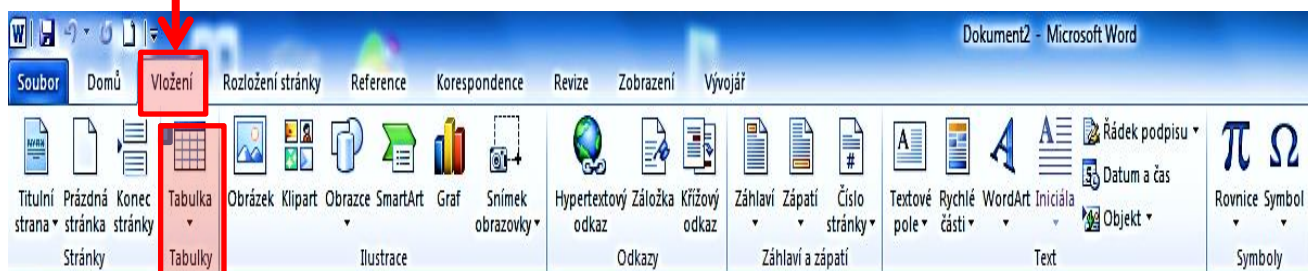 Dokument2 - Microsoft Word
Soubor Domů Vložení Rozložení stránky Reference Korespondence Revize Zobrazení Vývojář
Titulní strana
Prázdná stránka
Konec stránky
Tabulka
Obrázek
Klipart
Obrazce
SmartArt
Graf
Snímek obrazovky
Hypertextový odkaz
Záložka
Křížový odkaz
Záhlaví
Zápatí
Číslo stránky
Textové pole
Rychlé části
WordArt
Iniciála
Řádek podpisu
Datum a čas
Objekt
Rovnice
Symbol
Stránky Tabulky Ilustrace Odkazy Záhlaví a zápatí Text Symboly